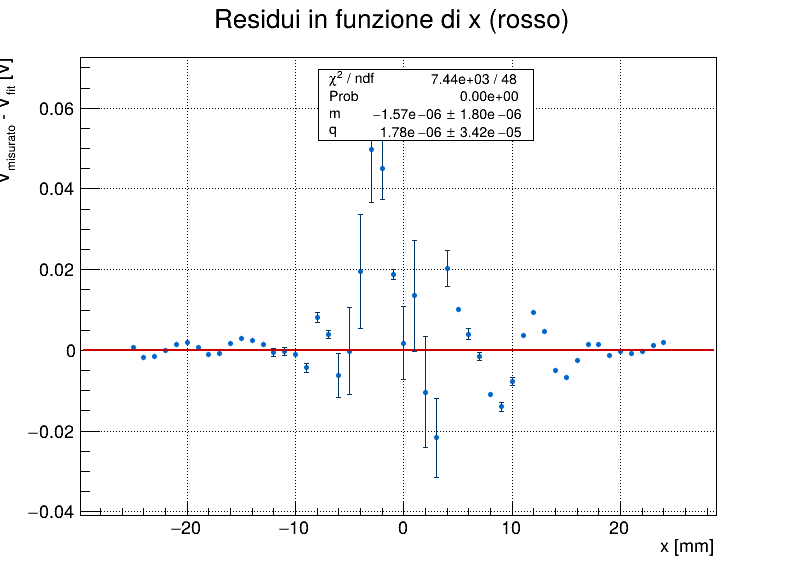 Residui in funzione di x (rosso)
V misurato - V fit [V]
χ² / ndf 7.44e+03 / 48
Prob 0.00e+00
m −1.57e−06 ± 1.80e−06
q 1.78e−06 ± 3.42e−05
0.06
0.04
0.02
0
−0.02
−0.04
−20 −10 0 10 20
x [mm]